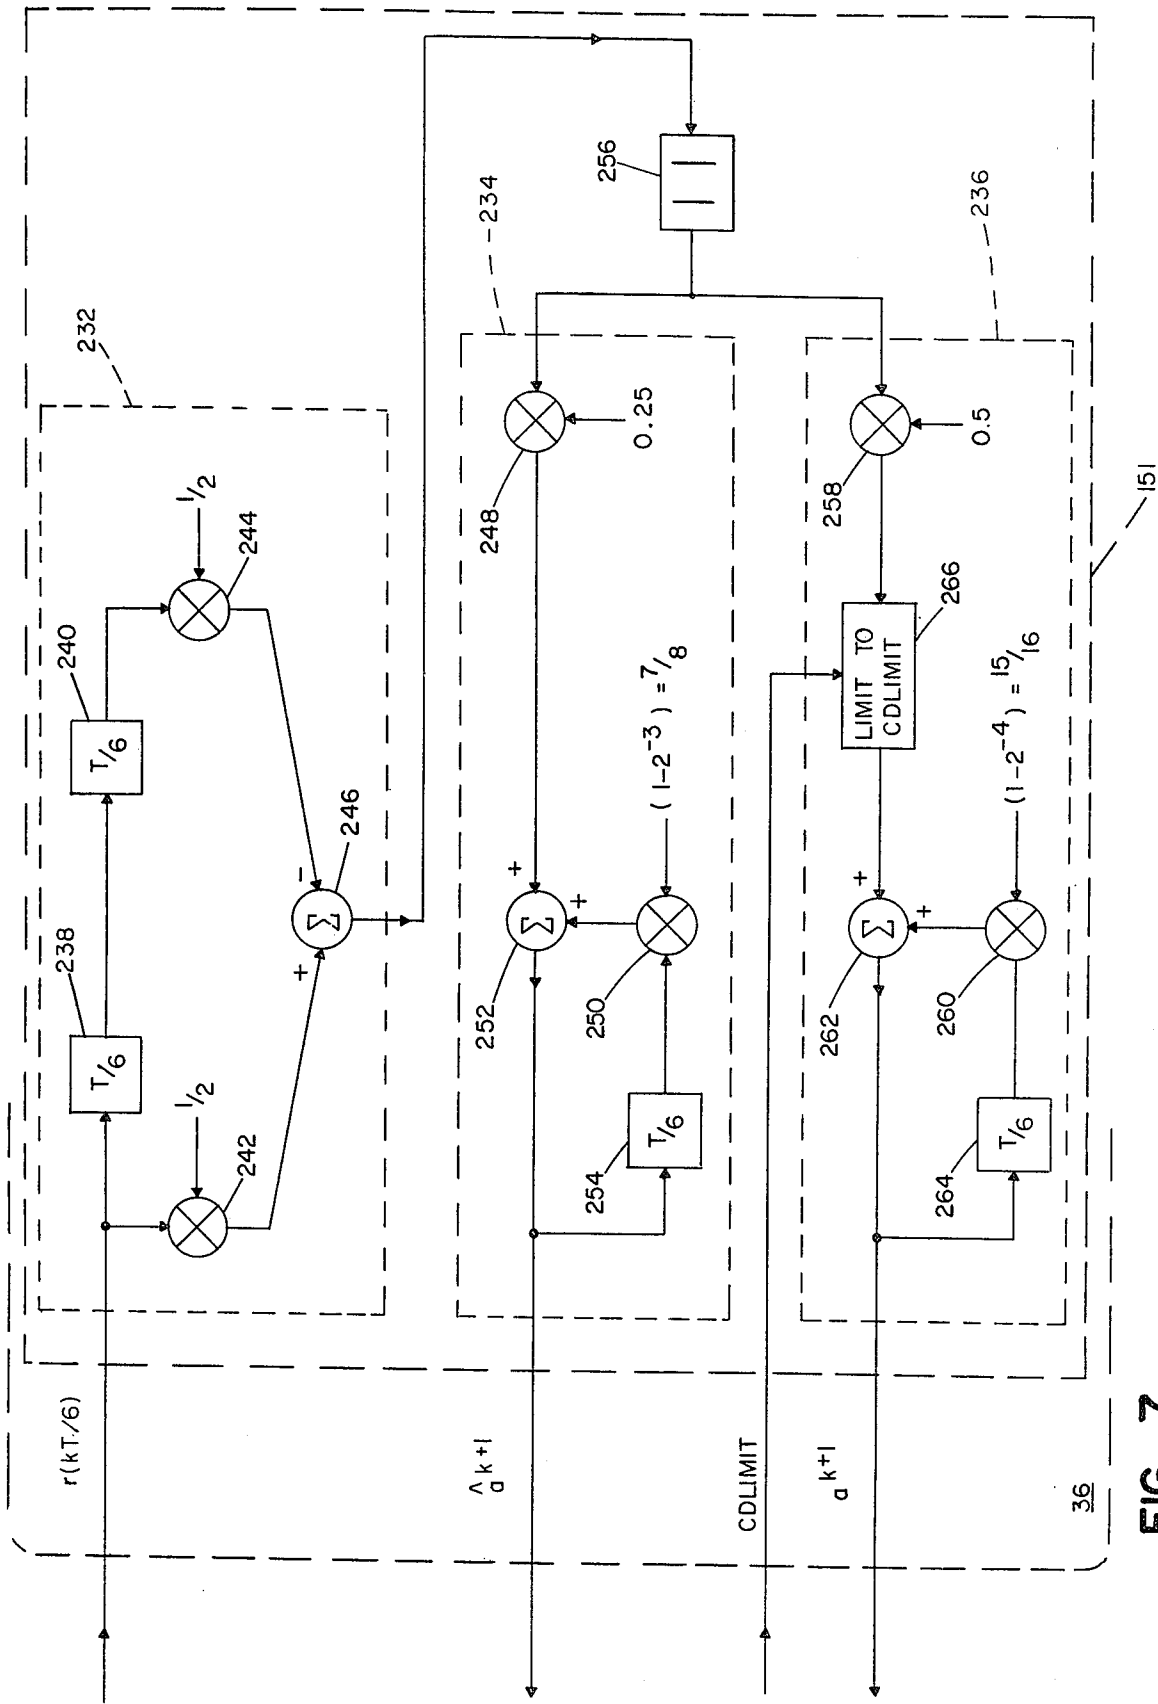 r(kT/6)
232
238
T/6
240
T/6
1/2
242
1/2
244
+
-
Σ
246
â k+1
234
252
+
Σ
+
248
0.25
250
(1-2^-3) = 7/8
254
T/6
256
| |
CDLIMIT
a k+1
236
262
+
Σ
+
LIMIT TO
CDLIMIT
266
258
0.5
260
(1-2^-4) = 15/16
264
T/6
151
36
FIG. 7